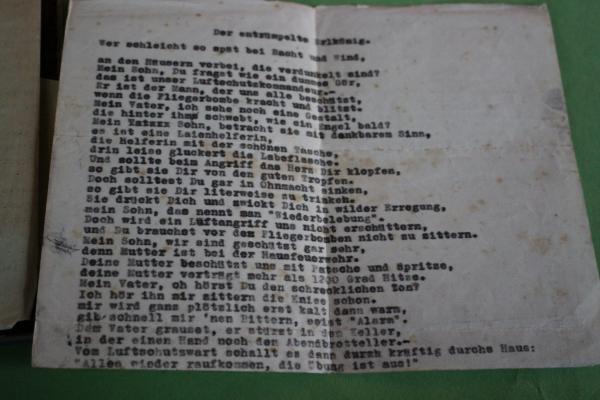 Der entrumpelte Erlkönig.
Wer schleicht so spät bei Nacht und Wind,
an den Häusern vorbei, die verdunkelt sind?
Mein Sohn, Du fragst wie ein dummes Gör,
das ist unser Luftschutzkommandeur.
Er ist der Mann, der uns alle beschützt,
wenn die Fliegerbombe kracht und blitzt.
Mein Vater, ich sehe noch eine Gestalt,
die hinter ihm schwebt, wie ein Engel bald?
Mein Sohn, betracht sie mit dankbarem Sinn,
es ist eine Laienhelferin,
die Helferin mit der schönen Tasche,
drin leise gluckert die Labeflasche.
Und sollte beim Angriff das Herz Dir klopfen,
so gibt sie Dir von den guten Tropfen.
Doch solltest Du gar in Ohnmacht sinken,
so gibt sie Dir literweise zu trinken.
Sie drückt Dich und zwickt Dich in wilder Erregung,
mein Sohn, das nennt man "Wiederbelebung".
Doch wird ein Luftangriff uns nicht erschüttern,
und Du brauchst vor den Fliegerbomben nicht zu zittern.
Mein Sohn, wir sind geschützt gar sehr,
denn Mutter ist bei der Hausfeuerwehr.
Deine Mutter beschützt uns mit Patsche und Spritze,
deine Mutter verträgt mehr als 1200 Grad Hitze.
Mein Vater, oh hörst Du den schrecklichen Ton?
Ich hör ihn mir zittern die Kniee schon.
mir wird ganz plötzlich erst kalt dann warm,
gib schnell mir 'nen Bittern, seist "Alarm".
Dem Vater grauset, er stürzt in den Keller,
in der einen Hand noch den Abendbrotteller.-
Vom Luftschutzwart schallt es dann durch kräftig durchs Haus:
"Alles wieder raufkommen, die Übung ist aus!"